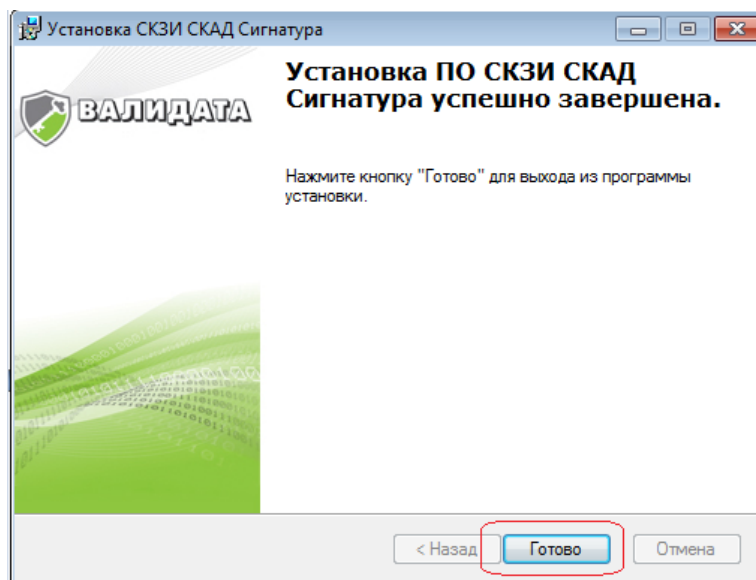 Установка СКЗИ СКАД Сигнатура
ВАЛИДАТА
Установка ПО СКЗИ СКАД
Сигнатура успешно завершена.
Нажмите кнопку "Готово" для выхода из программы
установки.
< Назад
Готово
Отмена